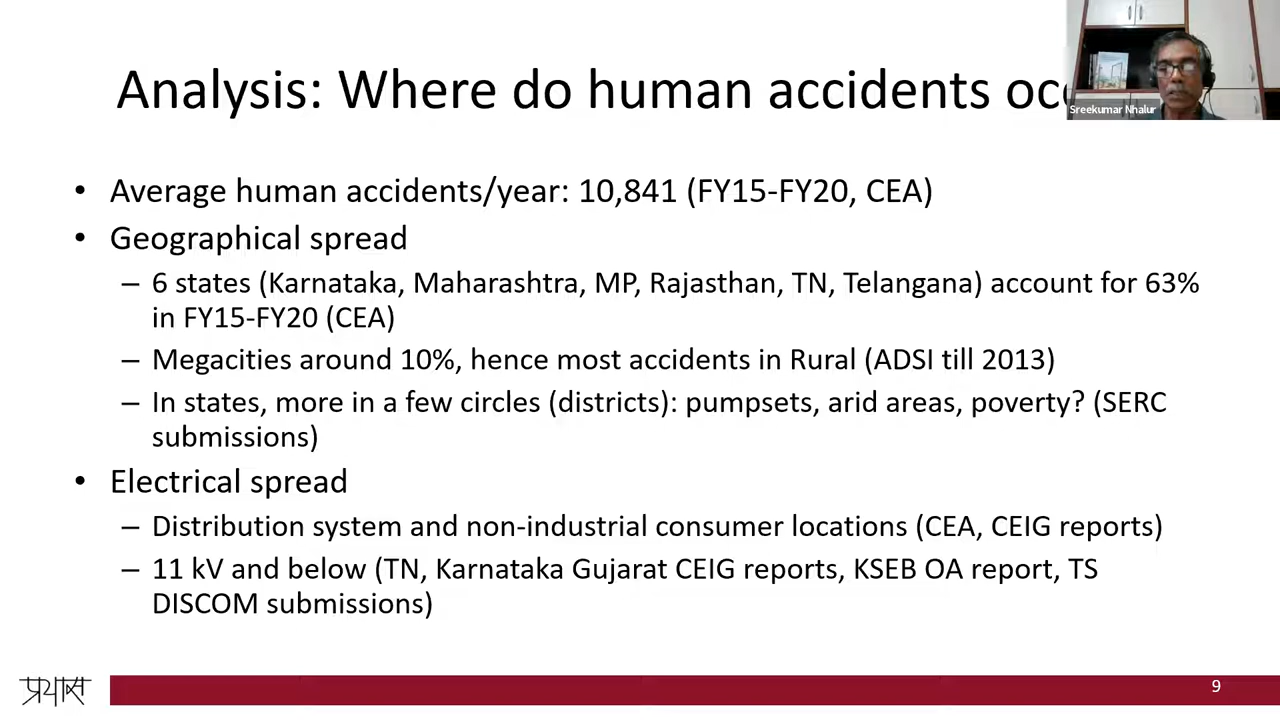 Analysis: Where do human accidents
Sreekumar Nhalur
• Average human accidents/year: 10,841 (FY15-FY20, CEA)
• Geographical spread
– 6 states (Karnataka, Maharashtra, MP, Rajasthan, TN, Telangana) account for 63%
in FY15-FY20 (CEA)
– Megacities around 10%, hence most accidents in Rural (ADSI till 2013)
– In states, more in a few circles (districts): pumpsets, arid areas, poverty? (SERC
submissions)
• Electrical spread
– Distribution system and non-industrial consumer locations (CEA, CEIG reports)
– 11 kV and below (TN, Karnataka Gujarat CEIG reports, KSEB OA report, TS
DISCOM submissions)
प्रयास
9